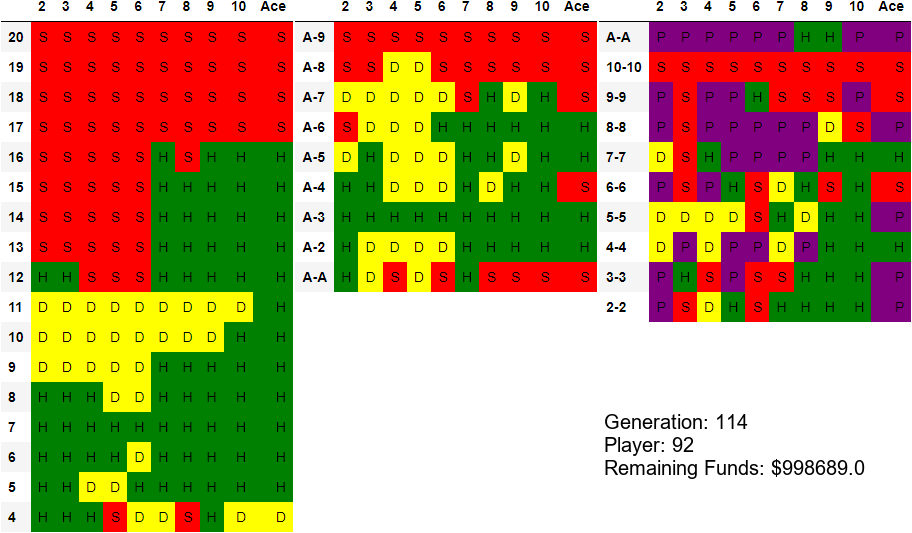 2 3 4 5 6 7 8 9 10 Ace
20 S S S S S S S S S S
19 S S S S S S S S S S
18 S S S S S S S S S S
17 S S S S S S S S S S
16 S S S S S H S H H H
15 S S S S S H H H H H
14 S S S S S H H H H H
13 S S S S S H H H H H
12 H H S S S H H H H H
11 D D D D D D D D D H
10 D D D D D D D D H H
9 D D D D D H H H H H
8 H H H D D H H H H H
7 H H H H H H H H H H
6 H H H H D H H H H H
5 H H D D H H H H H H
4 H H H S D D S H D D
2 3 4 5 6 7 8 9 10 Ace
A-9 S S S S S S S S S S
A-8 S S D D S S S S S S
A-7 D D D D D S H D H S
A-6 S D D D H H H H H H
A-5 D H D D D H H D H H
A-4 H H D D D H D H H S
A-3 H H H H H H H H H H
A-2 H D D D D H H H H H
A-A H D S D S H S S S S
2 3 4 5 6 7 8 9 10 Ace
A-A P P P P P P H H P P
10-10 S S S S S S S S S S
9-9 P S P P H S S S P S
8-8 P S P P P P P D S P
7-7 D S H P P P P H H H
6-6 P S P H S D H S H S
5-5 D D D D S H D H H P
4-4 D P D P P D P H H H
3-3 P H S P S S H H H P
2-2 P S D H S H H H H P
Generation: 114
Player: 92
Remaining Funds: $998689.0